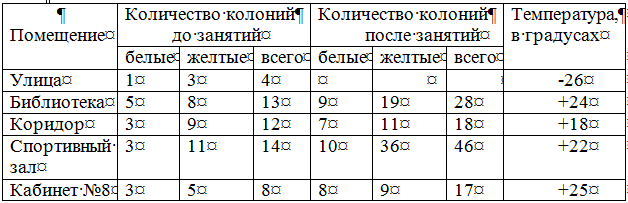 Помещение Количество колоний до занятий Количество колоний после занятий Температура, в градусах
белые желтые всего белые желтые всего
Улица 1 3 4 -26
Библиотека 5 8 13 9 19 28 +24
Коридор 3 9 12 7 11 18 +18
Спортивный зал 3 11 14 10 36 46 +22
Кабинет №8 3 5 8 8 9 17 +25